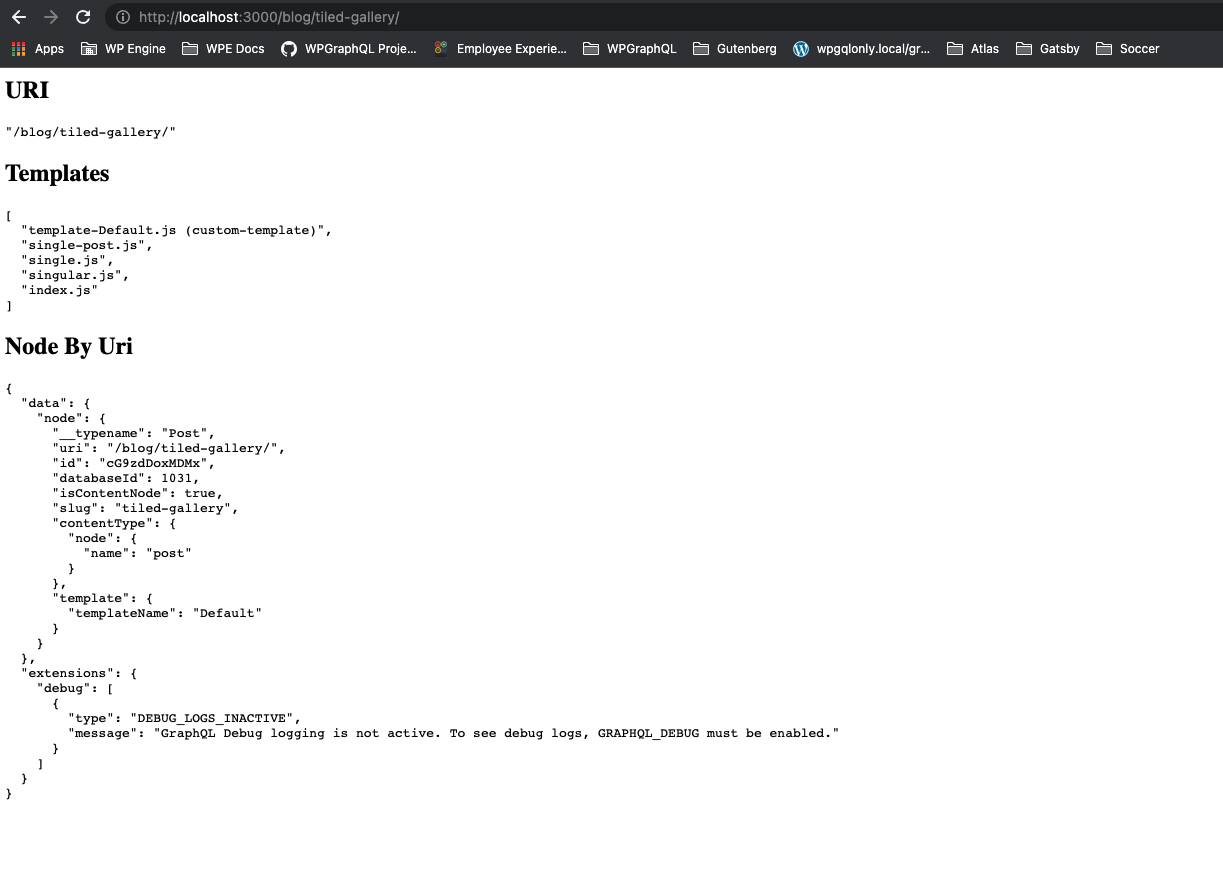 http://localhost:3000/blog/tiled-gallery/
Apps WP Engine WPE Docs WPGraphQL Proje... Employee Experie... WPGraphQL Gutenberg wpgqlonly.local/gr... Atlas Gatsby Soccer
URI
"/blog/tiled-gallery/"
Templates
[
  "template-Default.js (custom-template)",
  "single-post.js",
  "single.js",
  "singular.js",
  "index.js"
]
Node By Uri
{
  "data": {
    "node": {
      "__typename": "Post",
      "uri": "/blog/tiled-gallery/",
      "id": "cG9zdDoxMDMx",
      "databaseId": 1031,
      "isContentNode": true,
      "slug": "tiled-gallery",
      "contentType": {
        "node": {
          "name": "post"
        }
      },
      "template": {
        "templateName": "Default"
      }
    }
  },
  "extensions": {
    "debug": [
      {
        "type": "DEBUG_LOGS_INACTIVE",
        "message": "GraphQL Debug logging is not active. To see debug logs, GRAPHQL_DEBUG must be enabled."
      }
    ]
  }
}